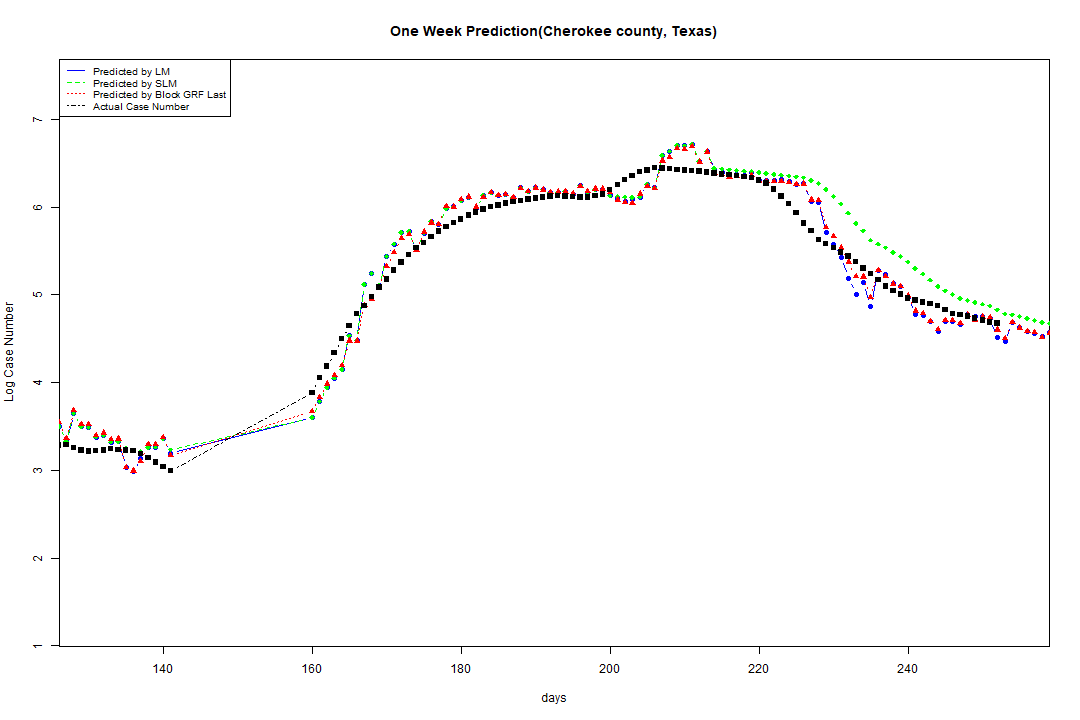 One Week Prediction(Cherokee county, Texas)
Predicted by LM
Predicted by SLM
Predicted by Block GRF Last
Actual Case Number
7
6
5
4
3
2
1
Log Case Number
140 160 180 200 220 240
days